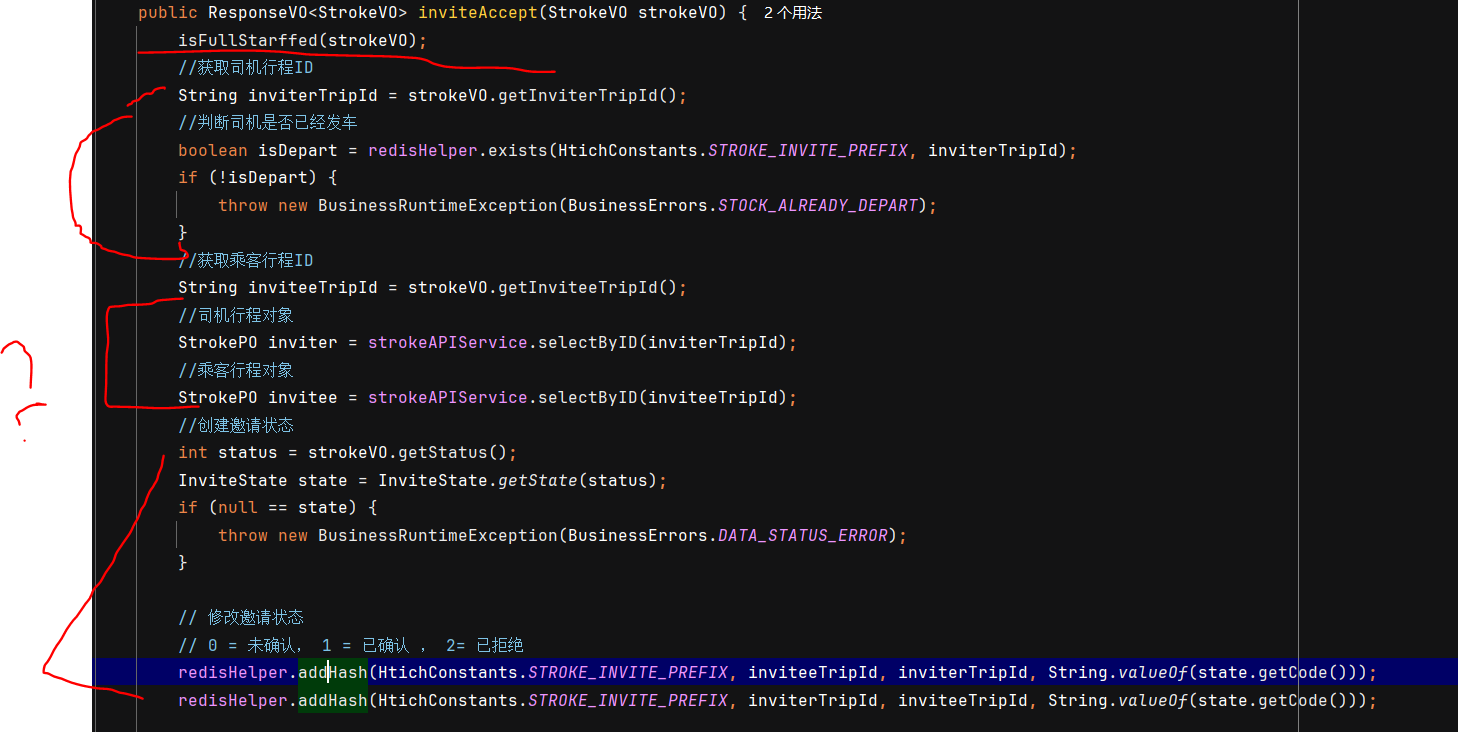 public ResponseVO<StrokeVO> inviteAccept(StrokeVO strokeVO) { 2 个用法
isFullStarffed(strokeVO);
//获取司机行程ID
String inviterTripId = strokeVO.getInviterTripId();
//判断司机是否已经发车
boolean isDepart = redisHelper.exists(HtichConstants.STROKE_INVITE_PREFIX, inviterTripId);
if (!isDepart) {
throw new BusinessRuntimeException(BusinessErrors.STOCK_ALREADY_DEPART);
}
//获取乘客行程ID
String inviteeTripId = strokeVO.getInviteeTripId();
//司机行程对象
StrokePO inviter = strokeAPIService.selectByID(inviterTripId);
//乘客行程对象
StrokePO invitee = strokeAPIService.selectByID(inviteeTripId);
//创建邀请状态
int status = strokeVO.getStatus();
InviteState state = InviteState.getState(status);
if (null == state) {
throw new BusinessRuntimeException(BusinessErrors.DATA_STATUS_ERROR);
}
// 修改邀请状态
// 0 = 未确认， 1 = 已确认 ， 2= 已拒绝
redisHelper.addHash(HtichConstants.STROKE_INVITE_PREFIX, inviteeTripId, inviterTripId, String.valueOf(state.getCode()));
redisHelper.addHash(HtichConstants.STROKE_INVITE_PREFIX, inviterTripId, inviteeTripId, String.valueOf(state.getCode()));